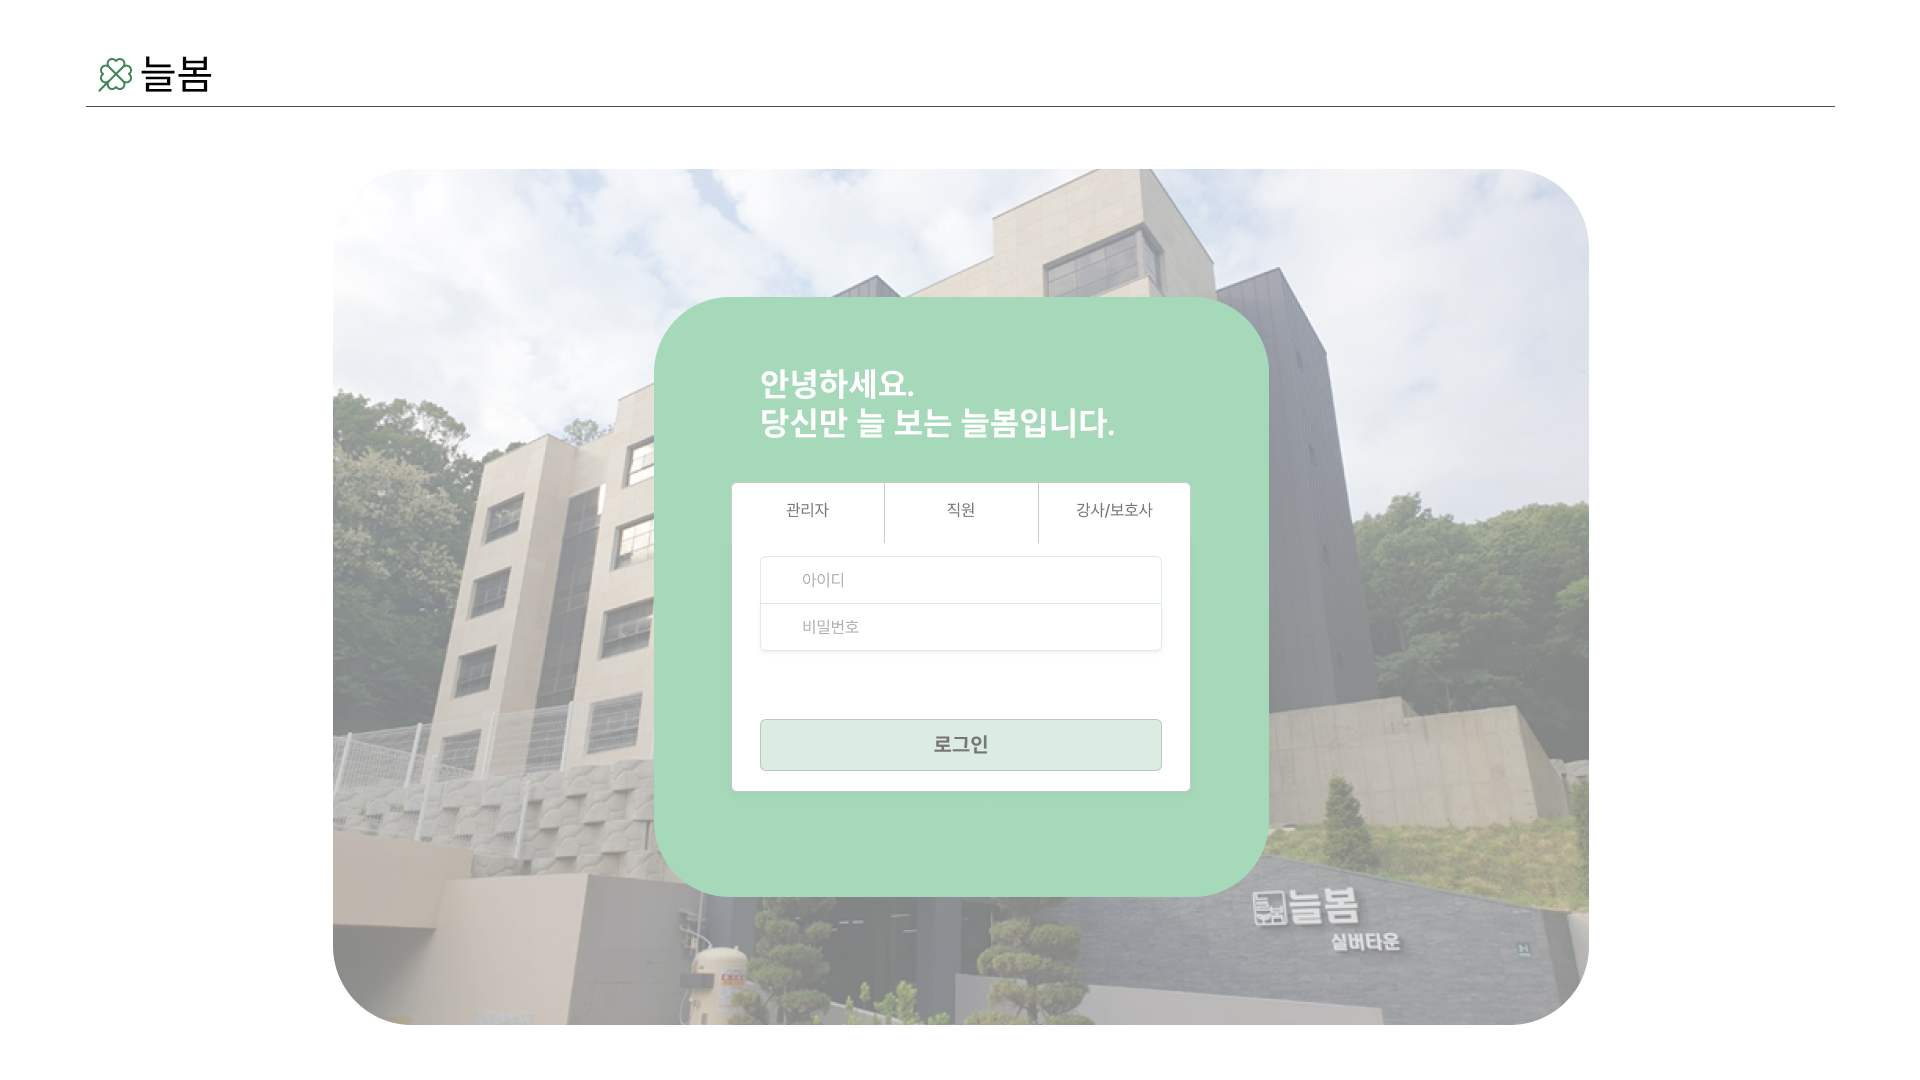 늘봄
안녕하세요.
당신만 늘 보는 늘봄입니다.
관리자
직원
강사/보호사
아이디
비밀번호
로그인
늘봄
늘봄
실버타운
H